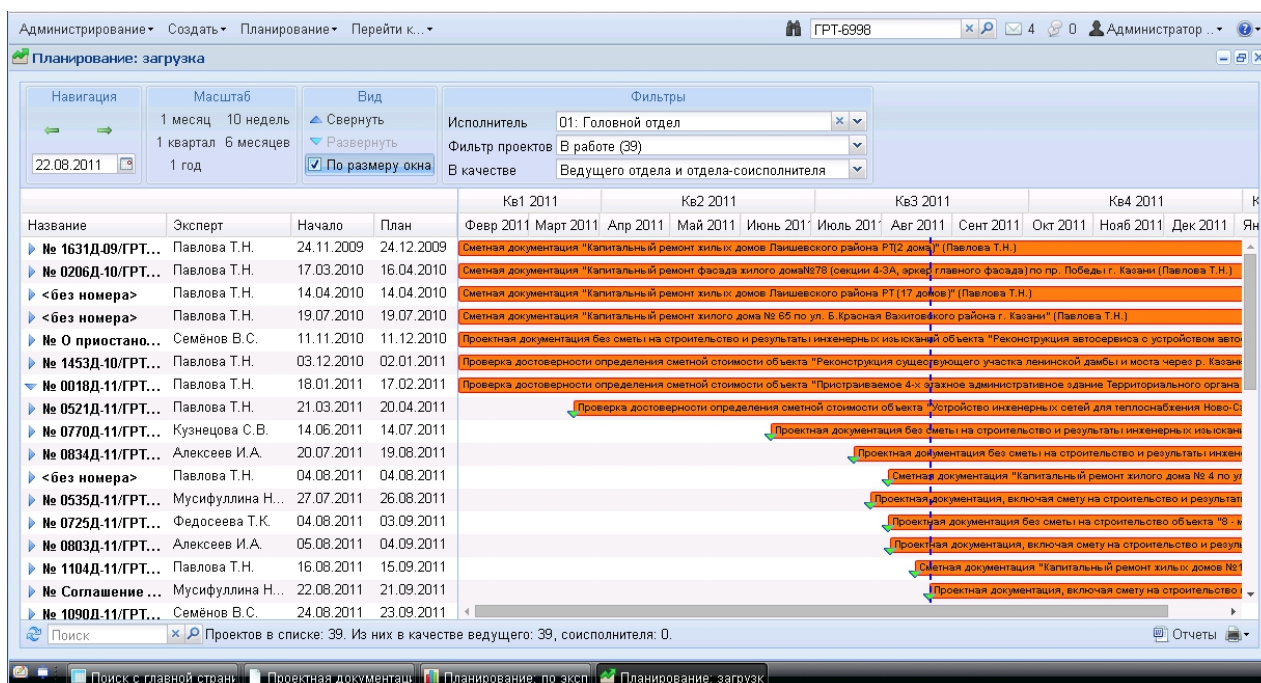 Администрирование Создать Планирование Перейти к... ГРТ-6998 4 0 Администратор ..
Планирование: загрузка
Навигация Масштаб Вид Фильтры
1 месяц 10 недель Свернуть Исполнитель 01: Головной отдел
1 квартал 6 месяцев Развернуть Фильтр проектов В работе (39)
22.08.2011 1 год По размеру окна В качестве Ведущего отдела и отдела-соисполнителя
Кв1 2011 Кв2 2011 Кв3 2011 Кв4 2011 К
Название Эксперт Начало План Февр 2011 Март 2011 Апр 2011 Май 2011 Июнь 201 Июль 201 Авг 2011 Сент 2011 Окт 2011 Нояб 2011 Дек 2011 Ян
№ 1631Д-09/ГРТ... Павлова Т.Н. 24.11.2009 24.12.2009 Сметная документация "Капитальный ремонт жилых домов Лаишевского района РТ(2 дома)" (Павлова Т.Н.)
№ 0206Д-10/ГРТ... Павлова Т.Н. 17.03.2010 16.04.2010 Сметная документация "Капитальный ремонт фасада жилого дома№78 (секции 4-3А, эркер главного фасада) по пр. Победы г. Казани (Павлова Т.Н.)
<без номера> Павлова Т.Н. 14.04.2010 14.04.2010 Сметная документация "Капитальный ремонт жилых домов Лаишевского района РТ (17 домов)" (Павлова Т.Н.)
<без номера> Павлова Т.Н. 19.07.2010 19.07.2010 Сметная документация "Капитальный ремонт жилого дома № 65 по ул. Б.Красная Вахитовского района г. Казани" (Павлова Т.Н.)
№ О приостано... Семёнов В.С. 11.11.2010 11.12.2010 Проектная документация без сметы на строительство и результаты инженерных изысканий объекта "Реконструкция автосервиса с устройством авто
№ 1453Д-10/ГРТ... Павлова Т.Н. 03.12.2010 02.01.2011 Проверка достоверности определения сметной стоимости объекта "Реконструкция существующего участка ленинской дамбы и моста через р. Казанк
№ 0018Д-11/ГРТ... Павлова Т.Н. 18.01.2011 17.02.2011 Проверка достоверности определения сметной стоимости объекта "Пристраиваемое 4-х этажное административное здание Территориального органа
№ 0521Д-11/ГРТ... Павлова Т.Н. 21.03.2011 20.04.2011 Проверка достоверности определения сметной стоимости объекта "Устройство инженерных сетей для теплоснабжения Ново-С
№ 0770Д-11/ГРТ... Кузнецова С.В. 14.06.2011 14.07.2011 Проектная документация без сметы на строительство и результаты инженерных изыскани
№ 0834Д-11/ГРТ... Алексеев И.А. 20.07.2011 19.08.2011 Проектная документация без сметы на строительство и результаты инжен
<без номера> Павлова Т.Н. 04.08.2011 04.08.2011 Сметная документация "Капитальный ремонт жилого дома № 4 по у
№ 0535Д-11/ГРТ... Мусифуллина Н... 27.07.2011 26.08.2011 Проектная документация, включая смету на строительство и результат
№ 0725Д-11/ГРТ... Федосеева Т.К. 04.08.2011 03.09.2011 Проектная документация без сметы на строительство объекта "8 - м
№ 0803Д-11/ГРТ... Алексеев И.А. 05.08.2011 04.09.2011 Проектная документация, включая смету на строительство и резул
№ 1104Д-11/ГРТ... Павлова Т.Н. 16.08.2011 15.09.2011 Сметная документация "Капитальный ремонт жилых домов №1
№ Соглашение ... Мусифуллина Н... 22.08.2011 21.09.2011 Проектная документация, включая смету на строительство
№ 1090Д-11/ГРТ... Семёнов В.С. 24.08.2011 23.09.2011
Поиск Проектов в списке: 39. Из них в качестве ведущего: 39, соисполнителя: 0. Отчеты
Поиск с главной страни Проектная документаци Планирование: по эксп Планирование: загрузк